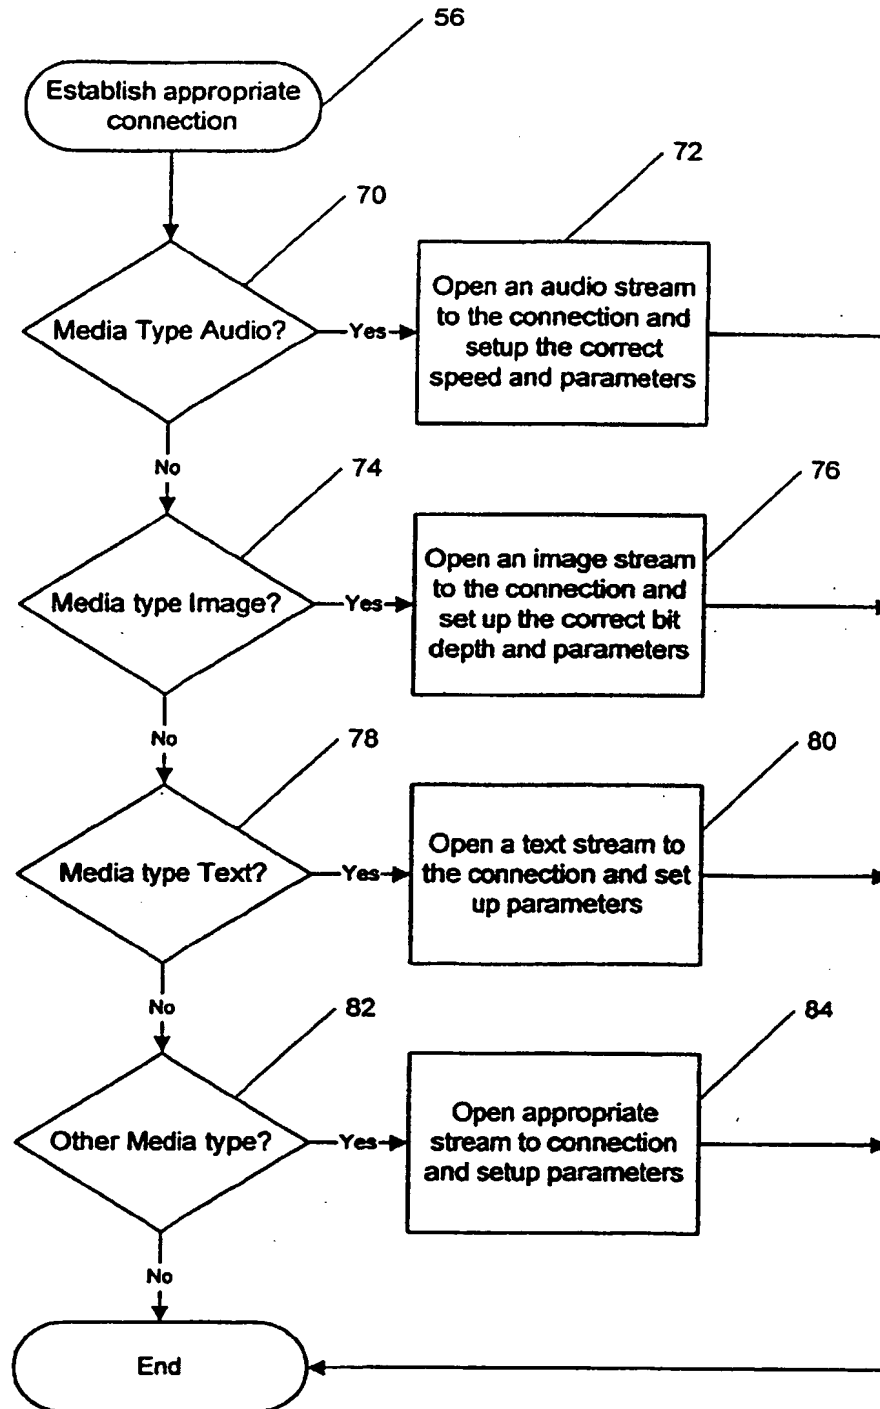 56
Establish appropriate
connection
72
70
Media Type Audio?
Yes
Open an audio stream
to the connection and
setup the correct
speed and parameters
No
74
76
Media type Image?
Yes
Open an image stream
to the connection and
set up the correct bit
depth and parameters
No
78
80
Media type Text?
Yes
Open a text stream to
the connection and set
up parameters
No
82
84
Other Media type?
Yes
Open appropriate
stream to connection
and setup parameters
No
End